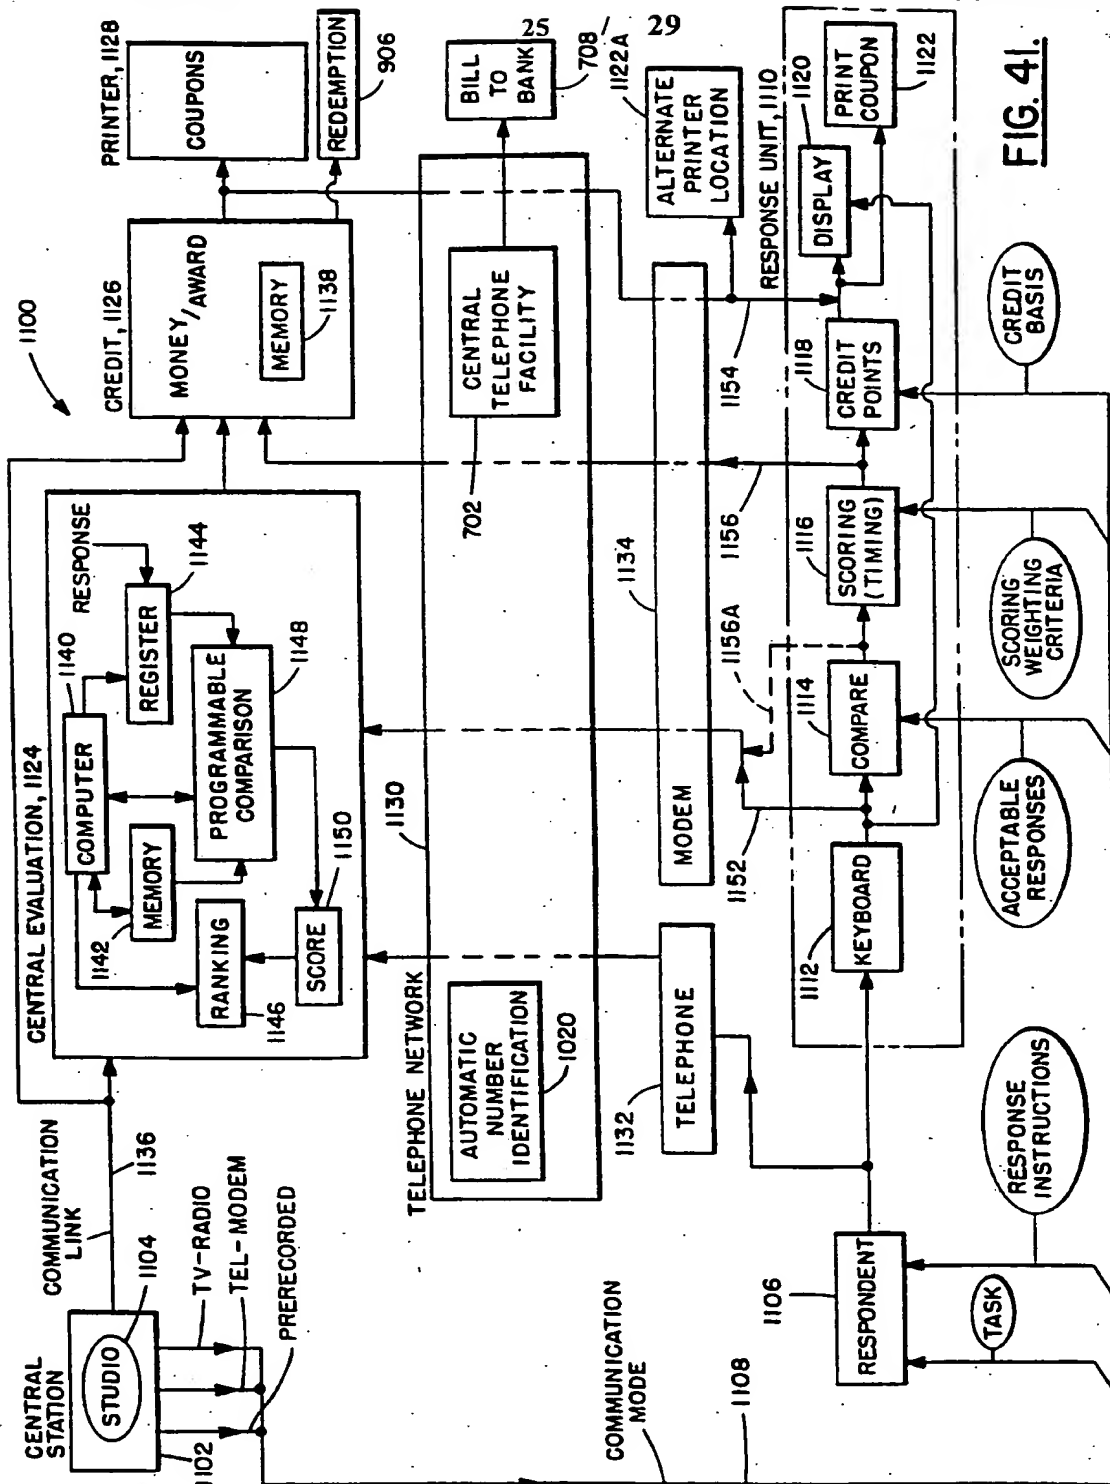 25 / 29
1100
PRINTER, 1128
COUPONS
REDEMPTION
906
CREDIT, 1126
MONEY/AWARD
MEMORY
1138
CENTRAL EVALUATION, 1124
COMPUTER
1140
RESPONSE
REGISTER
1144
MEMORY
1142
PROGRAMMABLE
COMPARISON
1148
RANKING
1146
SCORE
1150
COMMUNICATION
LINK
1136
CENTRAL
STATION
STUDIO
1104
1102
TV-RADIO
TEL-MODEM
PRERECORDED
TELEPHONE NETWORK
1130
AUTOMATIC
NUMBER
IDENTIFICATION
1020
CENTRAL
TELEPHONE
FACILITY
702
BILL
TO
BANK
708
1122A
ALTERNATE
PRINTER
LOCATION
1132
TELEPHONE
MODEM
1134
1152
1156A
1156
1154
RESPONSE UNIT, 1110
1112
KEYBOARD
1114
COMPARE
1116
SCORING
(TIMING)
1118
CREDIT
POINTS
DISPLAY
1120
PRINT
COUPON
1122
1106
RESPONDENT
COMMUNICATION
MODE
1108
TASK
RESPONSE
INSTRUCTIONS
ACCEPTABLE
RESPONSES
SCORING
WEIGHTING
CRITERIA
CREDIT
BASIS
FIG. 41.